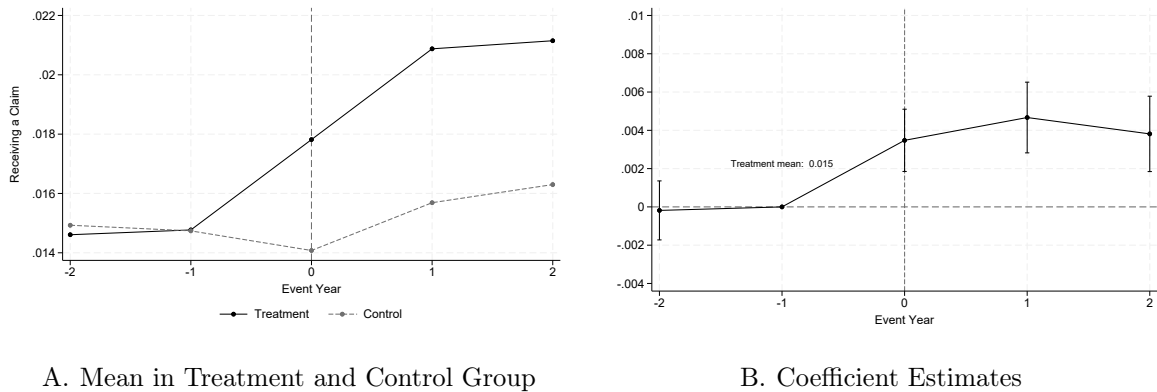 .022
.02
.018
.016
.014
Receiving a Claim
-2 -1 0 1 2
Event Year
Treatment Control
A. Mean in Treatment and Control Group
.01
.008
.006
.004
.002
0
-.002
-.004
Treatment mean: 0.015
-2 -1 0 1 2
Event Year
B. Coefficient Estimates